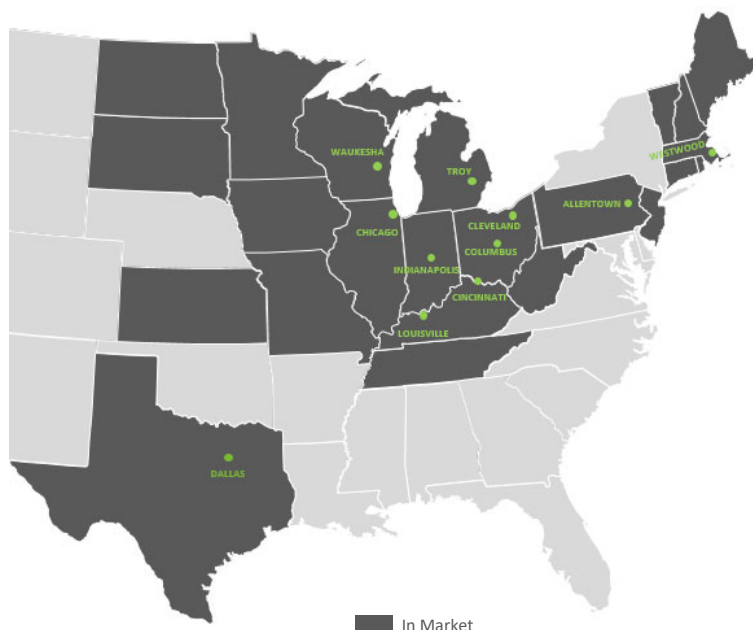 WAUKESHA
TROY
WESTWOOD
ALLENTOWN
CHICAGO
CLEVELAND
COLUMBUS
INDIANAPOLIS
CINCINNATI
LOUISVILLE
DALLAS
In Market